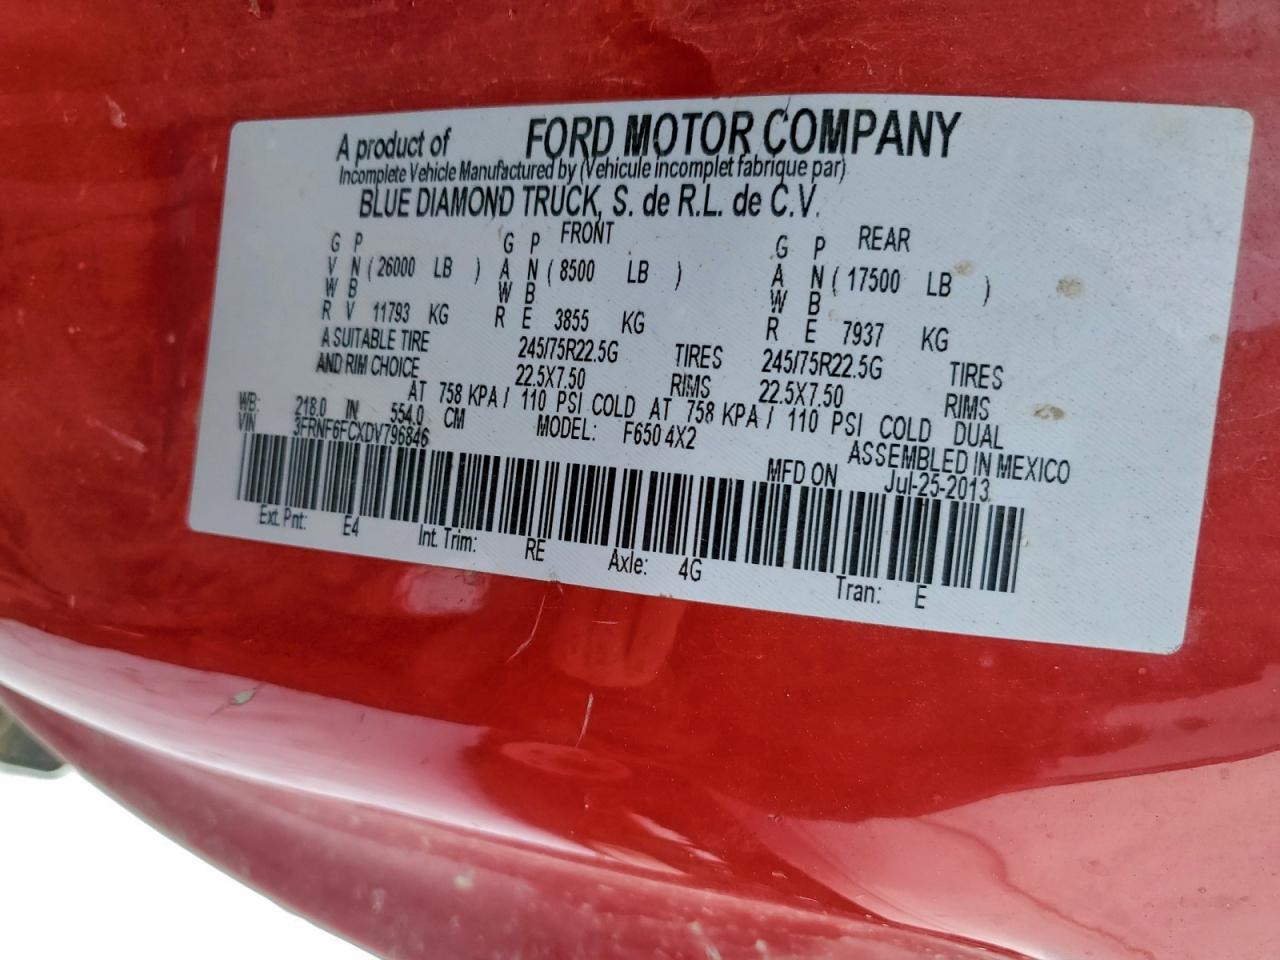 A product of FORD MOTOR COMPANY
Incomplete Vehicle Manufactured by (Vehicule incomplet fabrique par)
BLUE DIAMOND TRUCK, S. de R.L. de C.V.
FRONT REAR
G P G P G P
V N ( 26000 LB ) A N ( 8500 LB ) A N ( 17500 LB )
W B W B W B
R V 11793 KG R E 3855 KG R E 7937 KG
A SUITABLE TIRE 245/75R22.5G TIRES 245/75R22.5G TIRES
AND RIM CHOICE 22.5X7.50 RIMS 22.5X7.50 RIMS
AT 758 KPA / 110 PSI COLD AT 758 KPA / 110 PSI COLD DUAL
WB: 218.0 IN 554.0 CM MODEL: F650 4X2 ASSEMBLED IN MEXICO
VIN 3FRNF6FCXDV796846 MFD ON Jul-25-2013
Ext. Pnt: E4 Int. Trim: RE Axle: 4G Tran: E